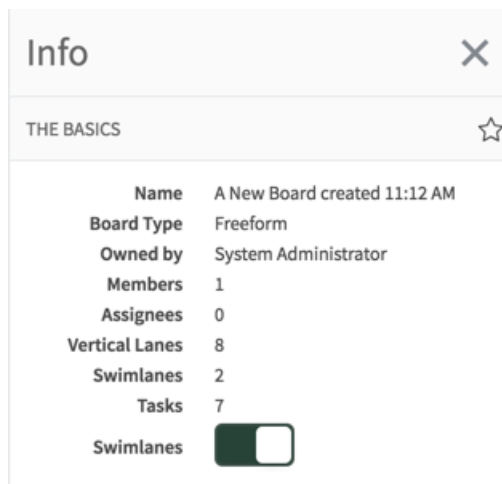 Info
THE BASICS
Name A New Board created 11:12 AM
Board Type Freeform
Owned by System Administrator
Members 1
Assignees 0
Vertical Lanes 8
Swimlanes 2
Tasks 7
Swimlanes